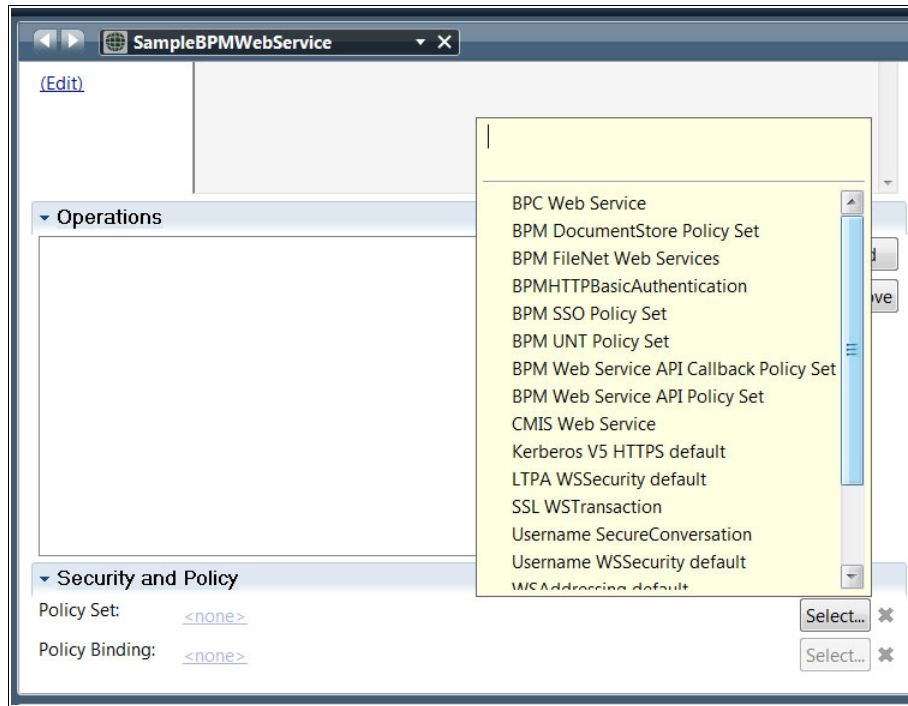 SampleBPMWebService
(Edit)
BPC Web Service
BPM DocumentStore Policy Set
BPM FileNet Web Services
BPMHTTPBasicAuthentication
BPM SSO Policy Set
BPM UNT Policy Set
BPM Web Service API Callback Policy Set
BPM Web Service API Policy Set
CMIS Web Service
Kerberos V5 HTTPS default
LTPA WSSecurity default
SSL WSTransaction
Username SecureConversation
Username WSSecurity default
WSAddressing default
Operations
Security and Policy
Policy Set: <none> Select...
Policy Binding: <none> Select...